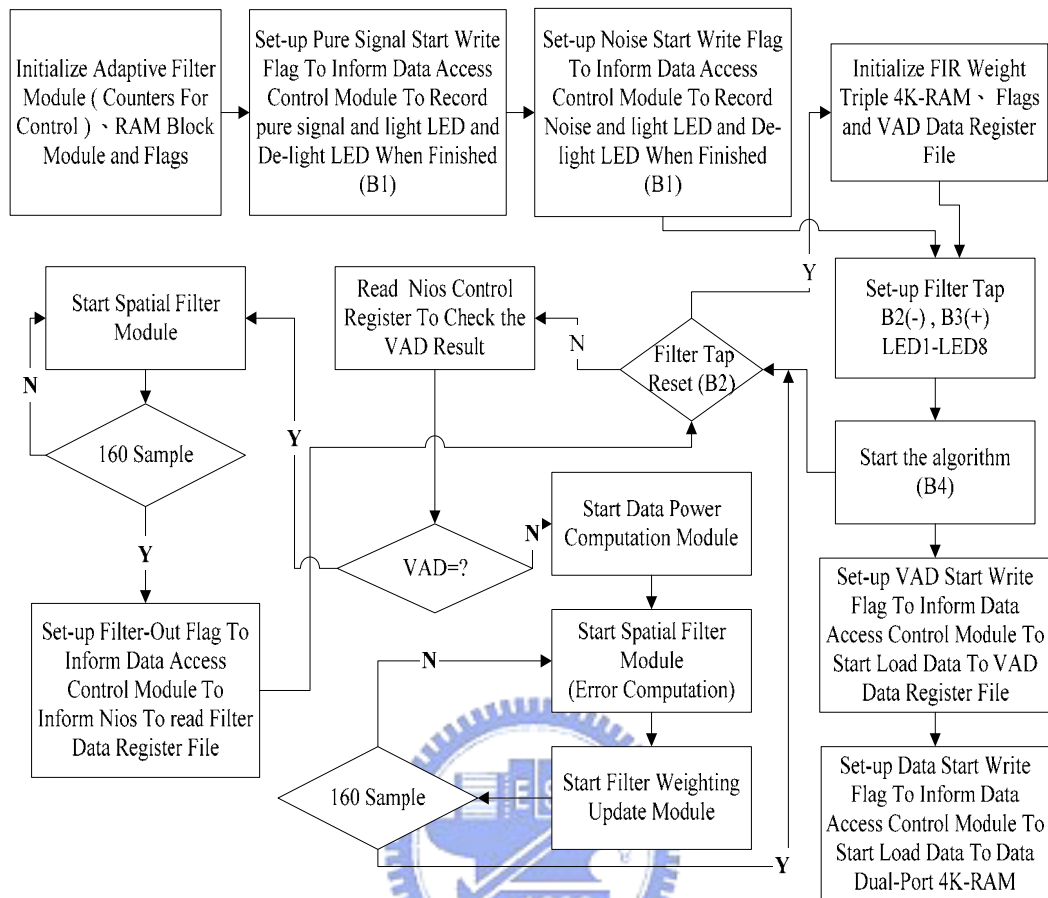 Initialize Adaptive Filter
Module ( Counters For
Control ) 、RAM Block
Module and Flags
Set-up Pure Signal Start Write
Flag To Inform Data Access
Control Module To Record
pure signal and light LED and
De-light LED When Finished
(B1)
Set-up Noise Start Write Flag
To Inform Data Access
Control Module To Record
Noise and light LED and De-
light LED When Finished
(B1)
Initialize FIR Weight
Triple 4K-RAM、 Flags
and VAD Data Register
File
Y
Start Spatial Filter
Module
N
160 Sample
Y
Set-up Filter-Out Flag To
Inform Data Access
Control Module To
Inform Nios To read Filter
Data Register File
Read Nios Control
Register To Check the
VAD Result
N
Filter Tap
Reset (B2)
Set-up Filter Tap
B2(-) , B3(+)
LED1-LED8
Start the algorithm
(B4)
Y
VAD=?
N
Start Data Power
Computation Module
Start Spatial Filter
Module
(Error Computation)
Start Filter Weighting
Update Module
N
160 Sample
Y
Set-up VAD Start Write
Flag To Inform Data
Access Control Module To
Start Load Data To VAD
Data Register File
Set-up Data Start Write
Flag To Inform Data
Access Control Module To
Start Load Data To Data
Dual-Port 4K-RAM